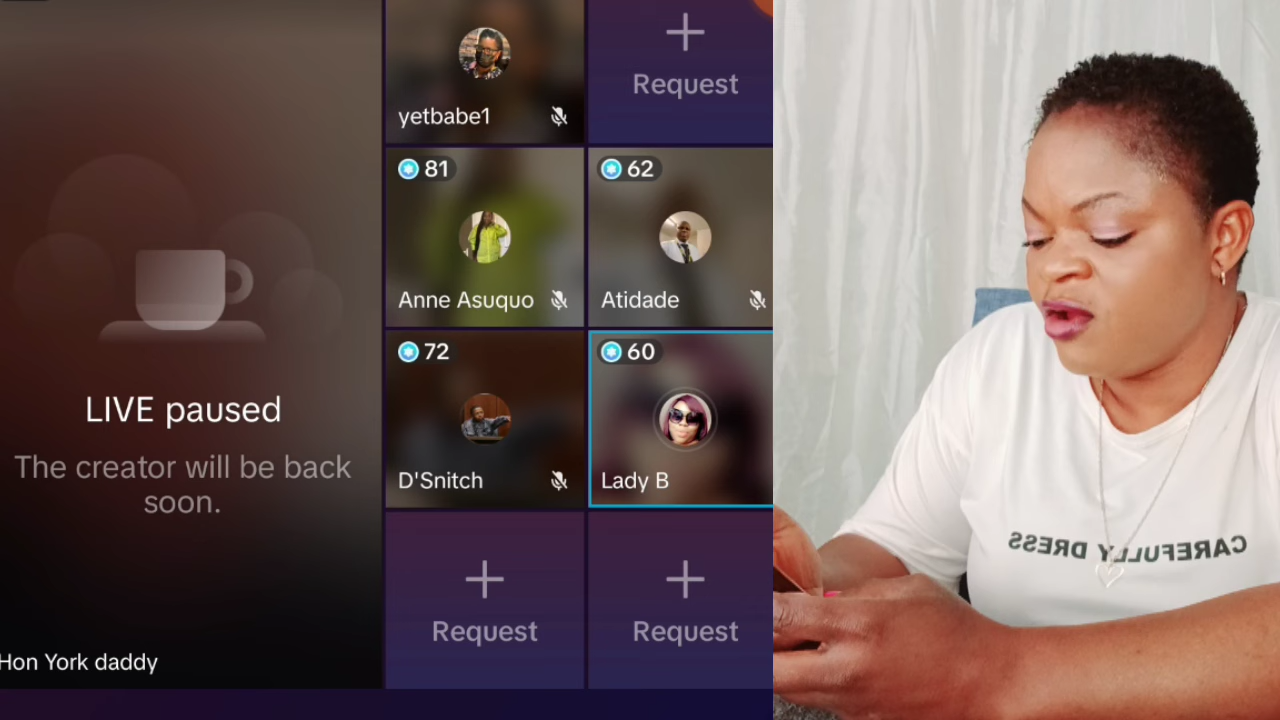 LIVE paused
The creator will be back
soon.
Hon York daddy
yetbabe1
Request
81
Anne Asuquo
62
Atidade
72
D'Snitch
60
Lady B
Request
Request
CAREFULLY DRESS